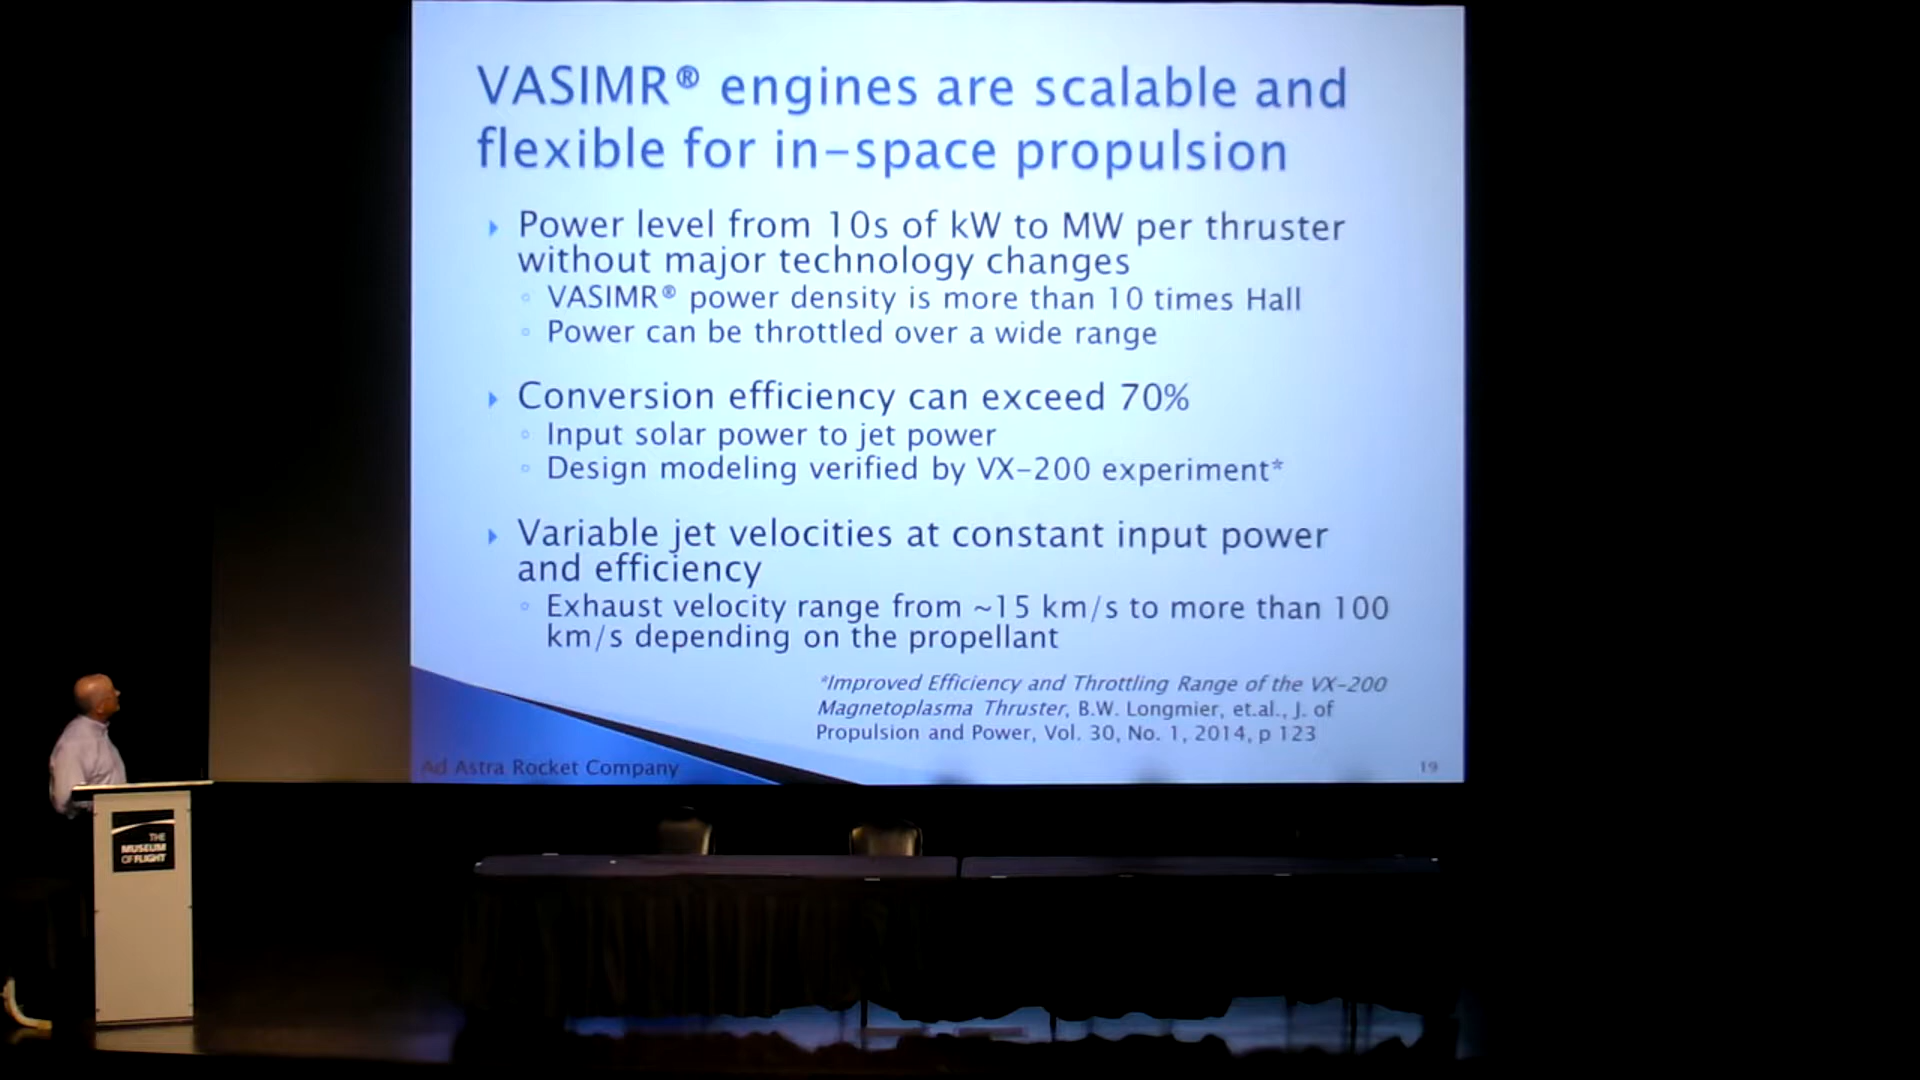 VASIMR® engines are scalable and
flexible for in-space propulsion
Power level from 10s of kW to MW per thruster
without major technology changes
VASIMR® power density is more than 10 times Hall
Power can be throttled over a wide range
Conversion efficiency can exceed 70%
Input solar power to jet power
Design modeling verified by VX-200 experiment*
Variable jet velocities at constant input power
and efficiency
Exhaust velocity range from ~15 km/s to more than 100
km/s depending on the propellant
*Improved Efficiency and Throttling Range of the VX-200
Magnetoplasma Thruster, B.W. Longmier, et.al., J. of
Propulsion and Power, Vol. 30, No. 1, 2014, p 123
Ad Astra Rocket Company
19
THE
MUSEUM
OF FLIGHT